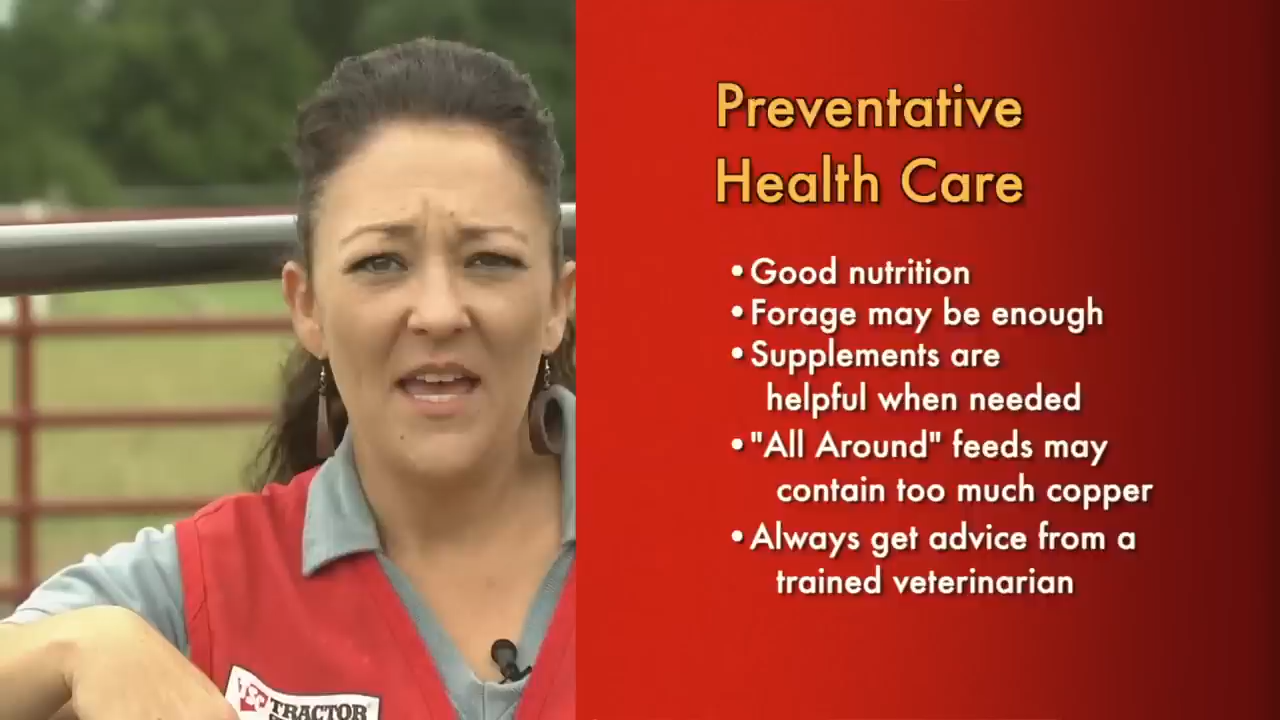 Preventative
Health Care
•Good nutrition
•Forage may be enough
•Supplements are
helpful when needed
•"All Around" feeds may
contain too much copper
•Always get advice from a
trained veterinarian
TSC TRACTOR